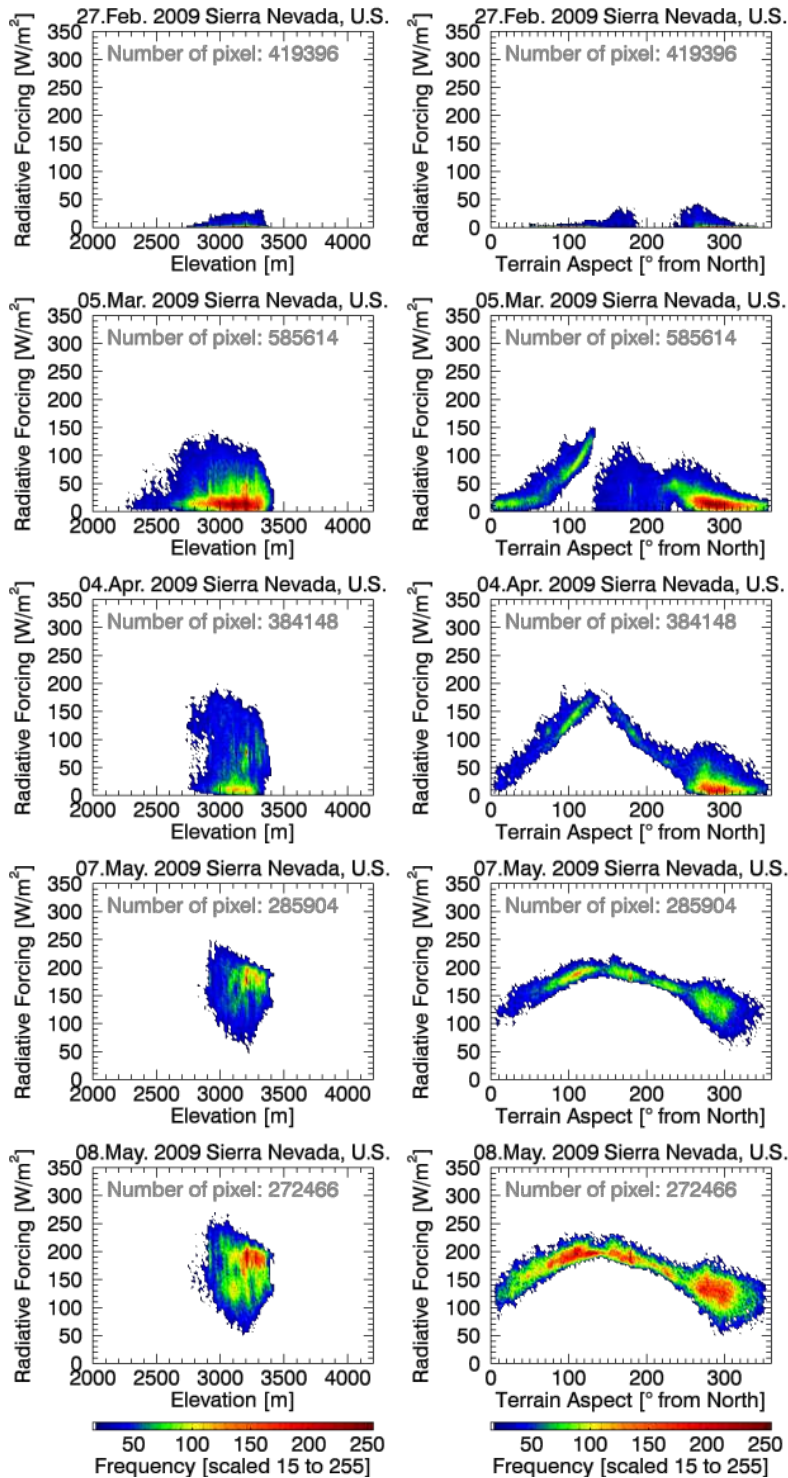 27.Feb. 2009 Sierra Nevada, U.S.
Number of pixel: 419396
Radiative Forcing [W/m²]
350
300
250
200
150
100
50
0
2000 2500 3000 3500 4000
Elevation [m]
27.Feb. 2009 Sierra Nevada, U.S.
Number of pixel: 419396
Radiative Forcing [W/m²]
350
300
250
200
150
100
50
0
0 100 200 300
Terrain Aspect [° from North]
05.Mar. 2009 Sierra Nevada, U.S.
Number of pixel: 585614
Radiative Forcing [W/m²]
350
300
250
200
150
100
50
0
2000 2500 3000 3500 4000
Elevation [m]
05.Mar. 2009 Sierra Nevada, U.S.
Number of pixel: 585614
Radiative Forcing [W/m²]
350
300
250
200
150
100
50
0
0 100 200 300
Terrain Aspect [° from North]
04.Apr. 2009 Sierra Nevada, U.S.
Number of pixel: 384148
Radiative Forcing [W/m²]
350
300
250
200
150
100
50
0
2000 2500 3000 3500 4000
Elevation [m]
04.Apr. 2009 Sierra Nevada, U.S.
Number of pixel: 384148
Radiative Forcing [W/m²]
350
300
250
200
150
100
50
0
0 100 200 300
Terrain Aspect [° from North]
07.May. 2009 Sierra Nevada, U.S.
Number of pixel: 285904
Radiative Forcing [W/m²]
350
300
250
200
150
100
50
0
2000 2500 3000 3500 4000
Elevation [m]
07.May. 2009 Sierra Nevada, U.S.
Number of pixel: 285904
Radiative Forcing [W/m²]
350
300
250
200
150
100
50
0
0 100 200 300
Terrain Aspect [° from North]
08.May. 2009 Sierra Nevada, U.S.
Number of pixel: 272466
Radiative Forcing [W/m²]
350
300
250
200
150
100
50
0
2000 2500 3000 3500 4000
Elevation [m]
08.May. 2009 Sierra Nevada, U.S.
Number of pixel: 272466
Radiative Forcing [W/m²]
350
300
250
200
150
100
50
0
0 100 200 300
Terrain Aspect [° from North]
50 100 150 200 250
Frequency [scaled 15 to 255]
50 100 150 200 250
Frequency [scaled 15 to 255]